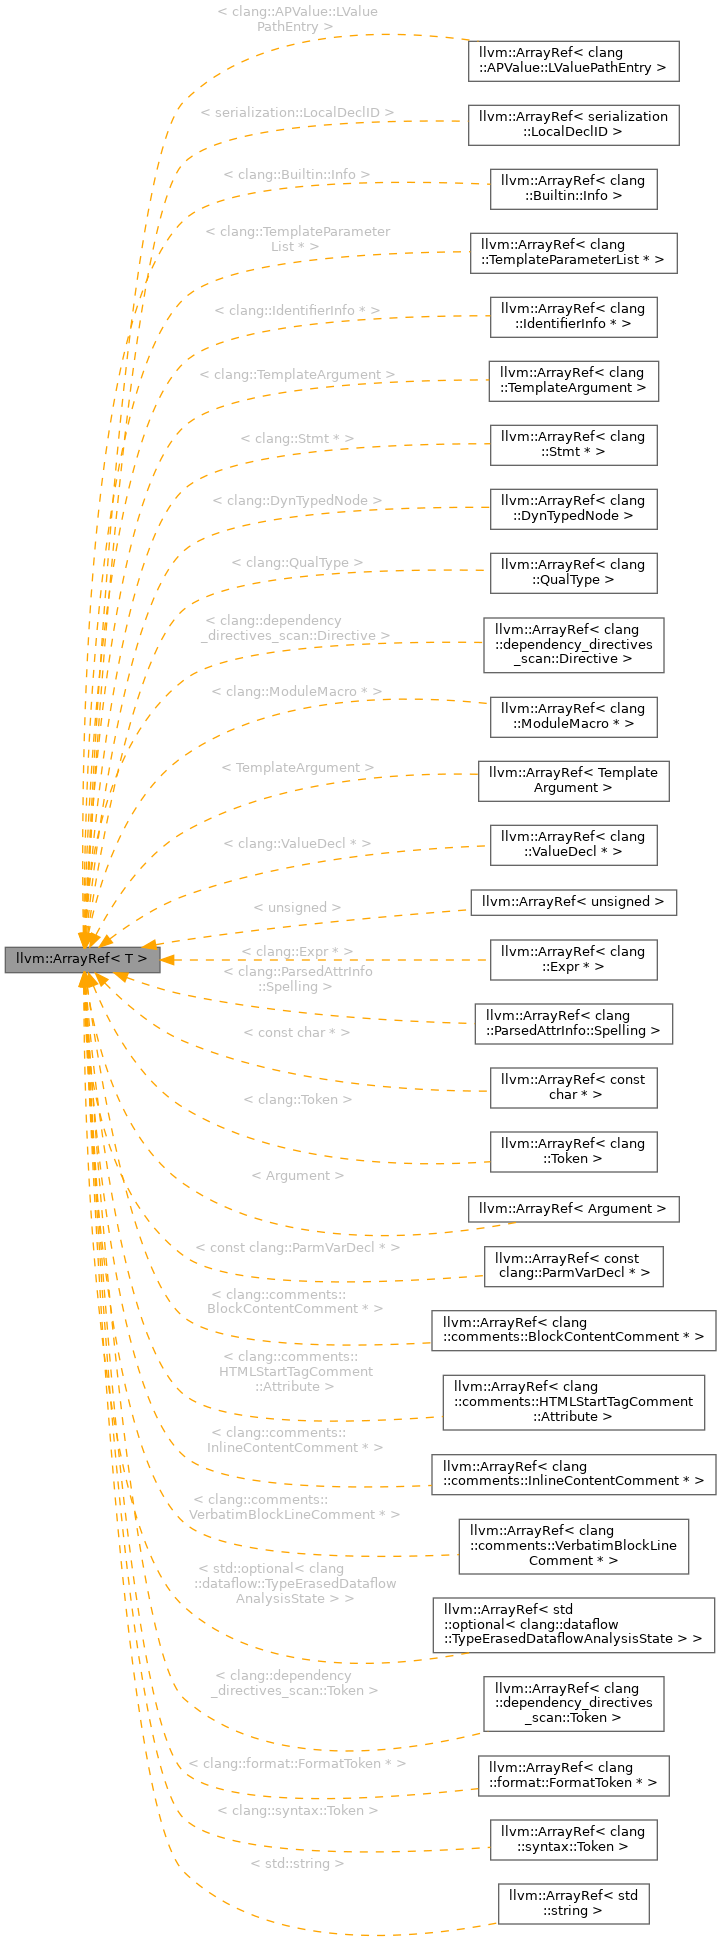 < clang::APValue::LValue
PathEntry >
llvm::ArrayRef< clang
::APValue::LValuePathEntry >
< serialization::LocalDeclID >
llvm::ArrayRef< serialization
::LocalDeclID >
< clang::Builtin::Info >
llvm::ArrayRef< clang
::Builtin::Info >
< clang::TemplateParameter
List * >
llvm::ArrayRef< clang
::TemplateParameterList * >
< clang::IdentifierInfo * >
llvm::ArrayRef< clang
::IdentifierInfo * >
< clang::TemplateArgument >
llvm::ArrayRef< clang
::TemplateArgument >
< clang::Stmt * >
llvm::ArrayRef< clang
::Stmt * >
< clang::DynTypedNode >
llvm::ArrayRef< clang
::DynTypedNode >
< clang::QualType >
llvm::ArrayRef< clang
::QualType >
< clang::dependency
_directives_scan::Directive >
llvm::ArrayRef< clang
::dependency_directives
_scan::Directive >
< clang::ModuleMacro * >
llvm::ArrayRef< clang
::ModuleMacro * >
< TemplateArgument >
llvm::ArrayRef< Template
Argument >
< clang::ValueDecl * >
llvm::ArrayRef< clang
::ValueDecl * >
< unsigned >
llvm::ArrayRef< unsigned >
llvm::ArrayRef< T >
< clang::Expr * >
llvm::ArrayRef< clang
::Expr * >
< clang::ParsedAttrInfo
::Spelling >
llvm::ArrayRef< clang
::ParsedAttrInfo::Spelling >
< const char * >
llvm::ArrayRef< const
char * >
< clang::Token >
llvm::ArrayRef< clang
::Token >
< Argument >
llvm::ArrayRef< Argument >
< const clang::ParmVarDecl * >
llvm::ArrayRef< const
clang::ParmVarDecl * >
< clang::comments::
BlockContentComment * >
llvm::ArrayRef< clang
::comments::BlockContentComment * >
< clang::comments::
HTMLStartTagComment
::Attribute >
llvm::ArrayRef< clang
::comments::HTMLStartTagComment
::Attribute >
< clang::comments::
InlineContentComment * >
llvm::ArrayRef< clang
::comments::InlineContentComment * >
< clang::comments::
VerbatimBlockLineComment * >
llvm::ArrayRef< clang
::comments::VerbatimBlockLine
Comment * >
< std::optional< clang
::dataflow::TypeErasedDataflow
AnalysisState > >
llvm::ArrayRef< std
::optional< clang::dataflow
::TypeErasedDataflowAnalysisState > >
< clang::dependency
_directives_scan::Token >
llvm::ArrayRef< clang
::dependency_directives
_scan::Token >
< clang::format::FormatToken * >
llvm::ArrayRef< clang
::format::FormatToken * >
< clang::syntax::Token >
llvm::ArrayRef< clang
::syntax::Token >
< std::string >
llvm::ArrayRef< std
::string >